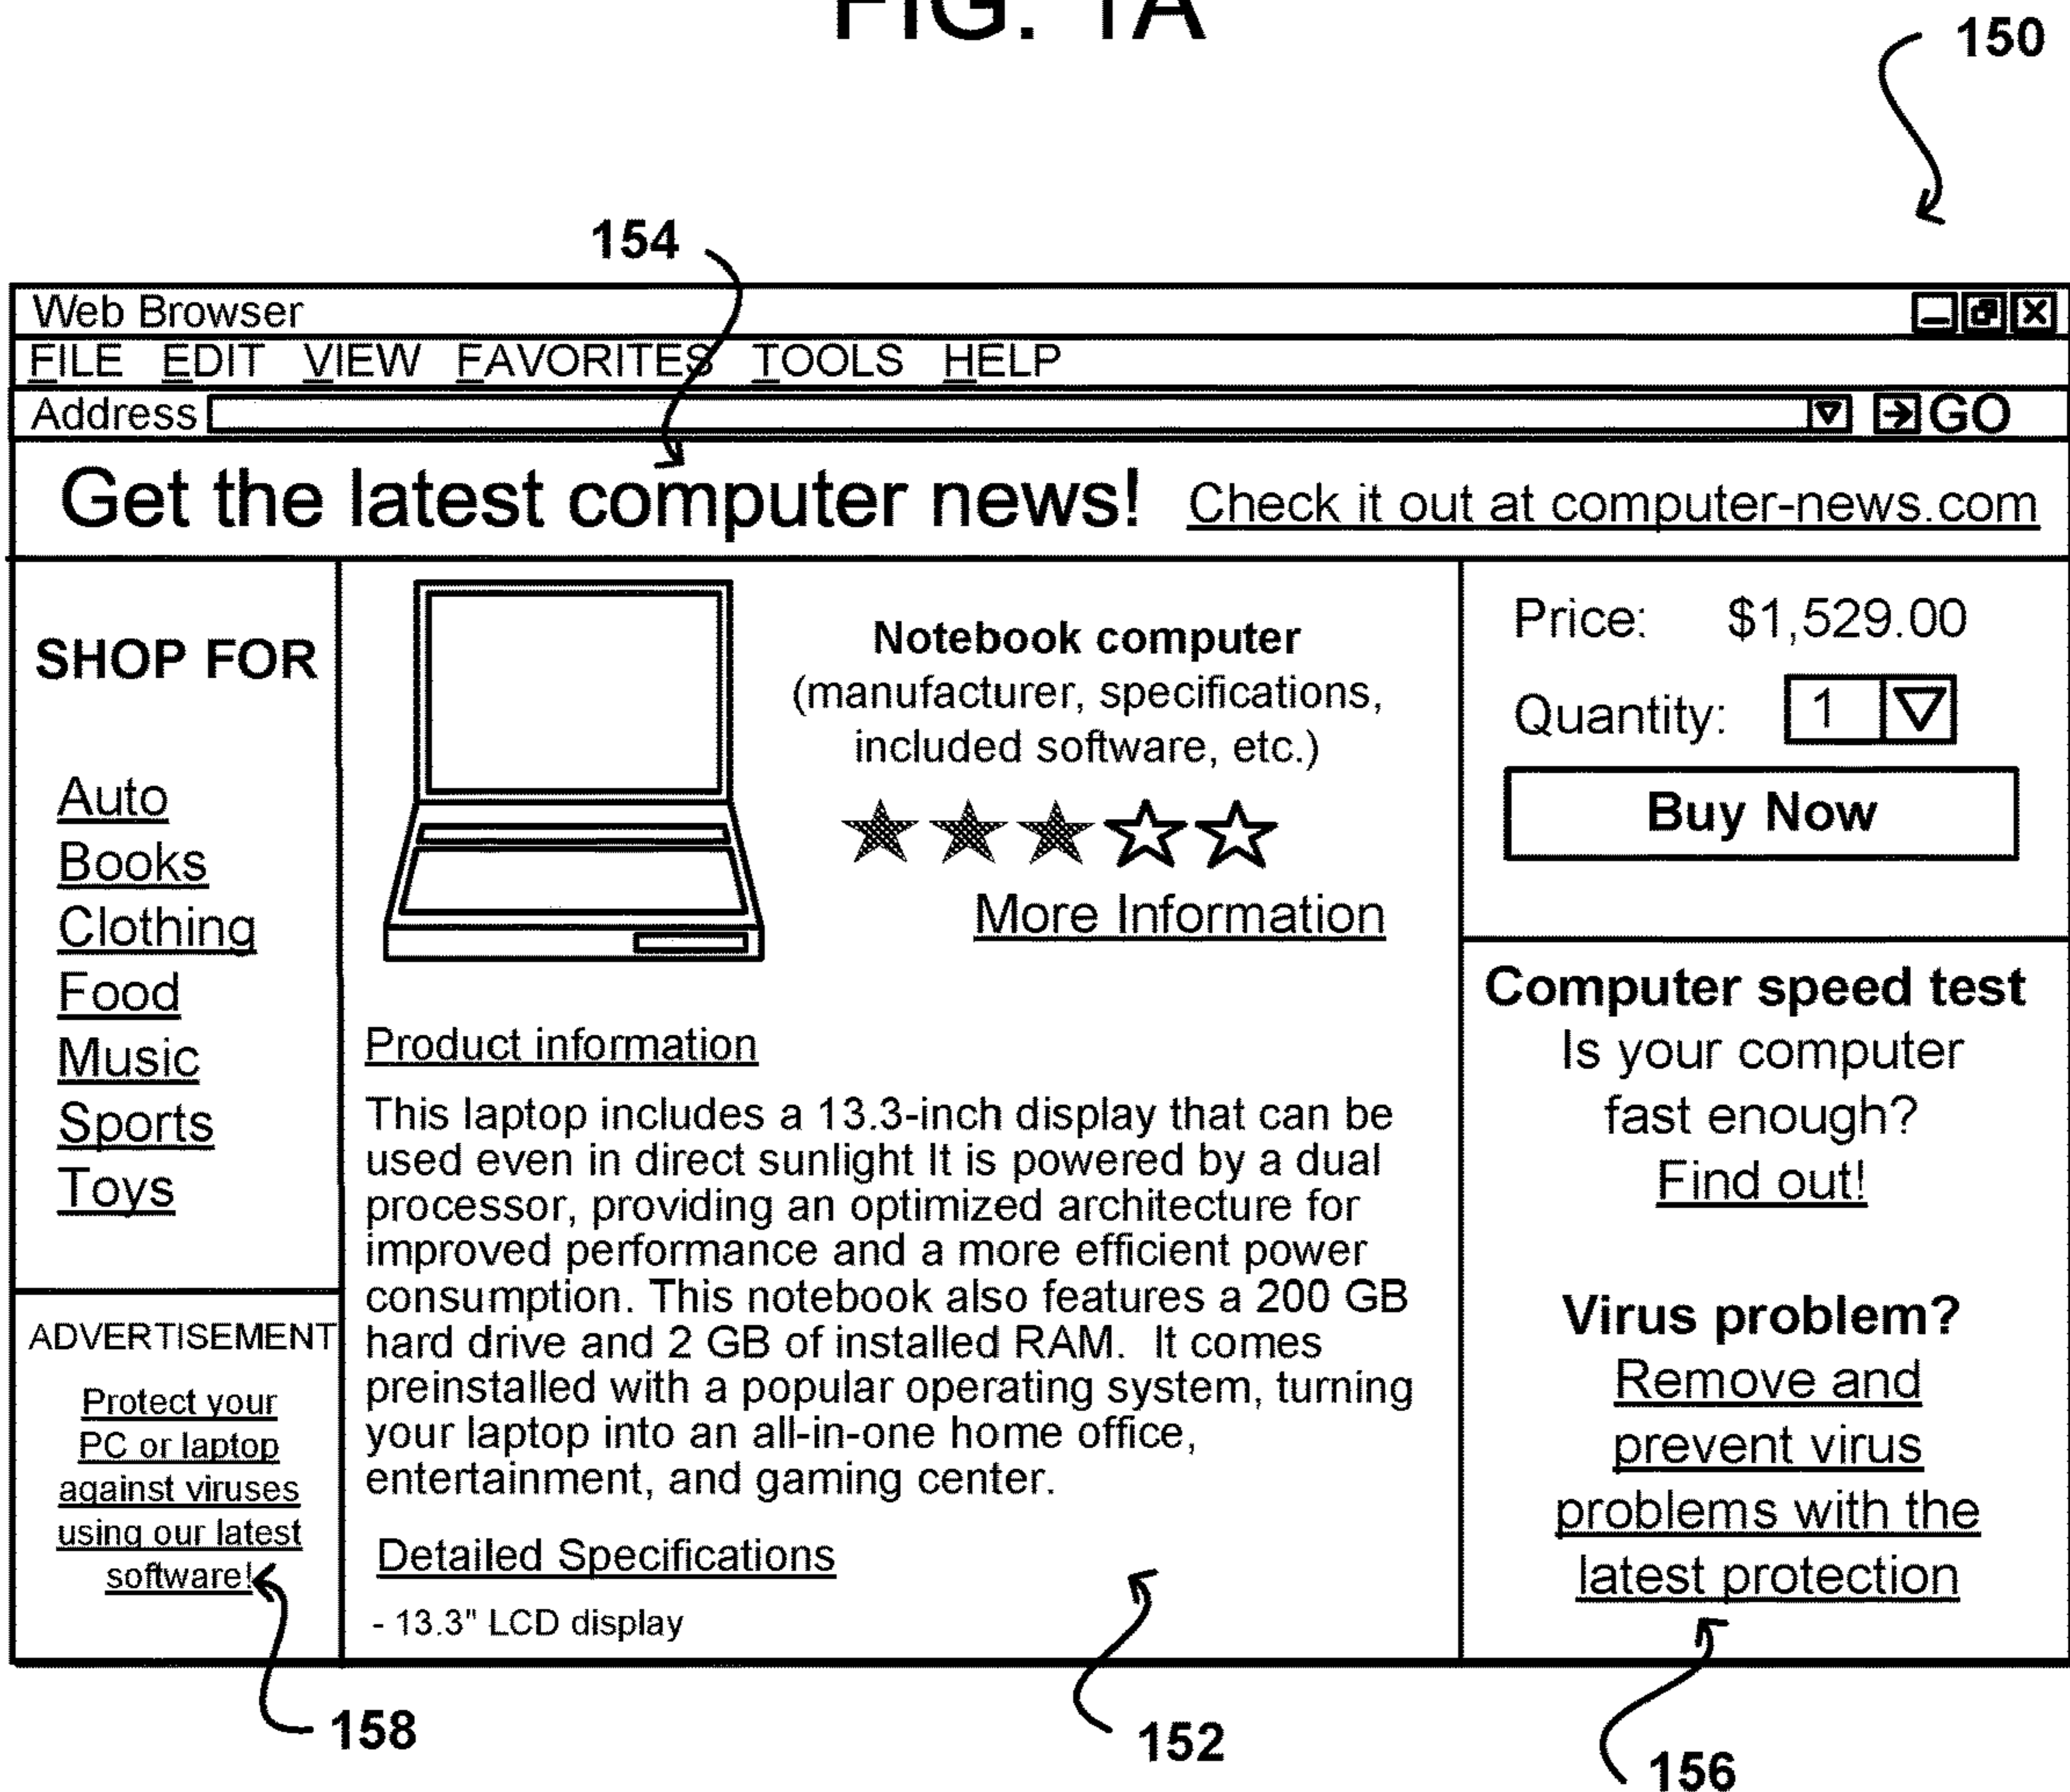 FIG. 1A
150
154
Web Browser
FILE EDIT VIEW FAVORITES TOOLS HELP
Address GO
Get the latest computer news! Check it out at computer-news.com
SHOP FOR
Auto
Books
Clothing
Food
Music
Sports
Toys
ADVERTISEMENT
Protect your
PC or laptop
against viruses
using our latest
software!
Notebook computer
(manufacturer, specifications,
included software, etc.)
More Information
Product information
This laptop includes a 13.3-inch display that can be
used even in direct sunlight It is powered by a dual
processor, providing an optimized architecture for
improved performance and a more efficient power
consumption. This notebook also features a 200 GB
hard drive and 2 GB of installed RAM. It comes
preinstalled with a popular operating system, turning
your laptop into an all-in-one home office,
entertainment, and gaming center.
Detailed Specifications
- 13.3" LCD display
Price: $1,529.00
Quantity: 1
Buy Now
Computer speed test
Is your computer
fast enough?
Find out!
Virus problem?
Remove and
prevent virus
problems with the
latest protection
158
152
156